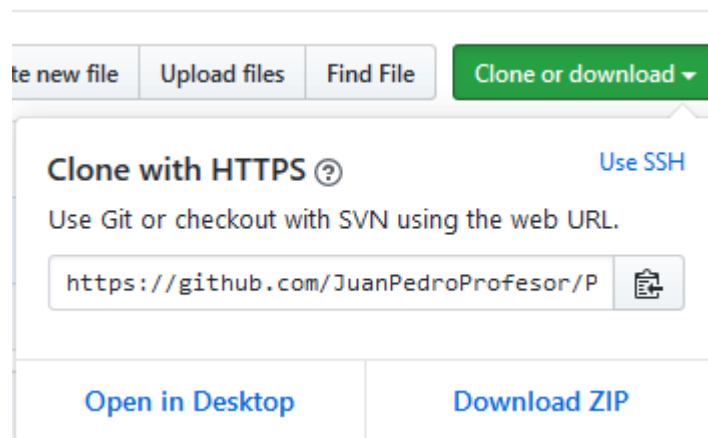 te new file Upload files Find File Clone or download
Clone with HTTPS ?
Use SSH
Use Git or checkout with SVN using the web URL.
https://github.com/JuanPedroProfesor/P
Open in Desktop Download ZIP